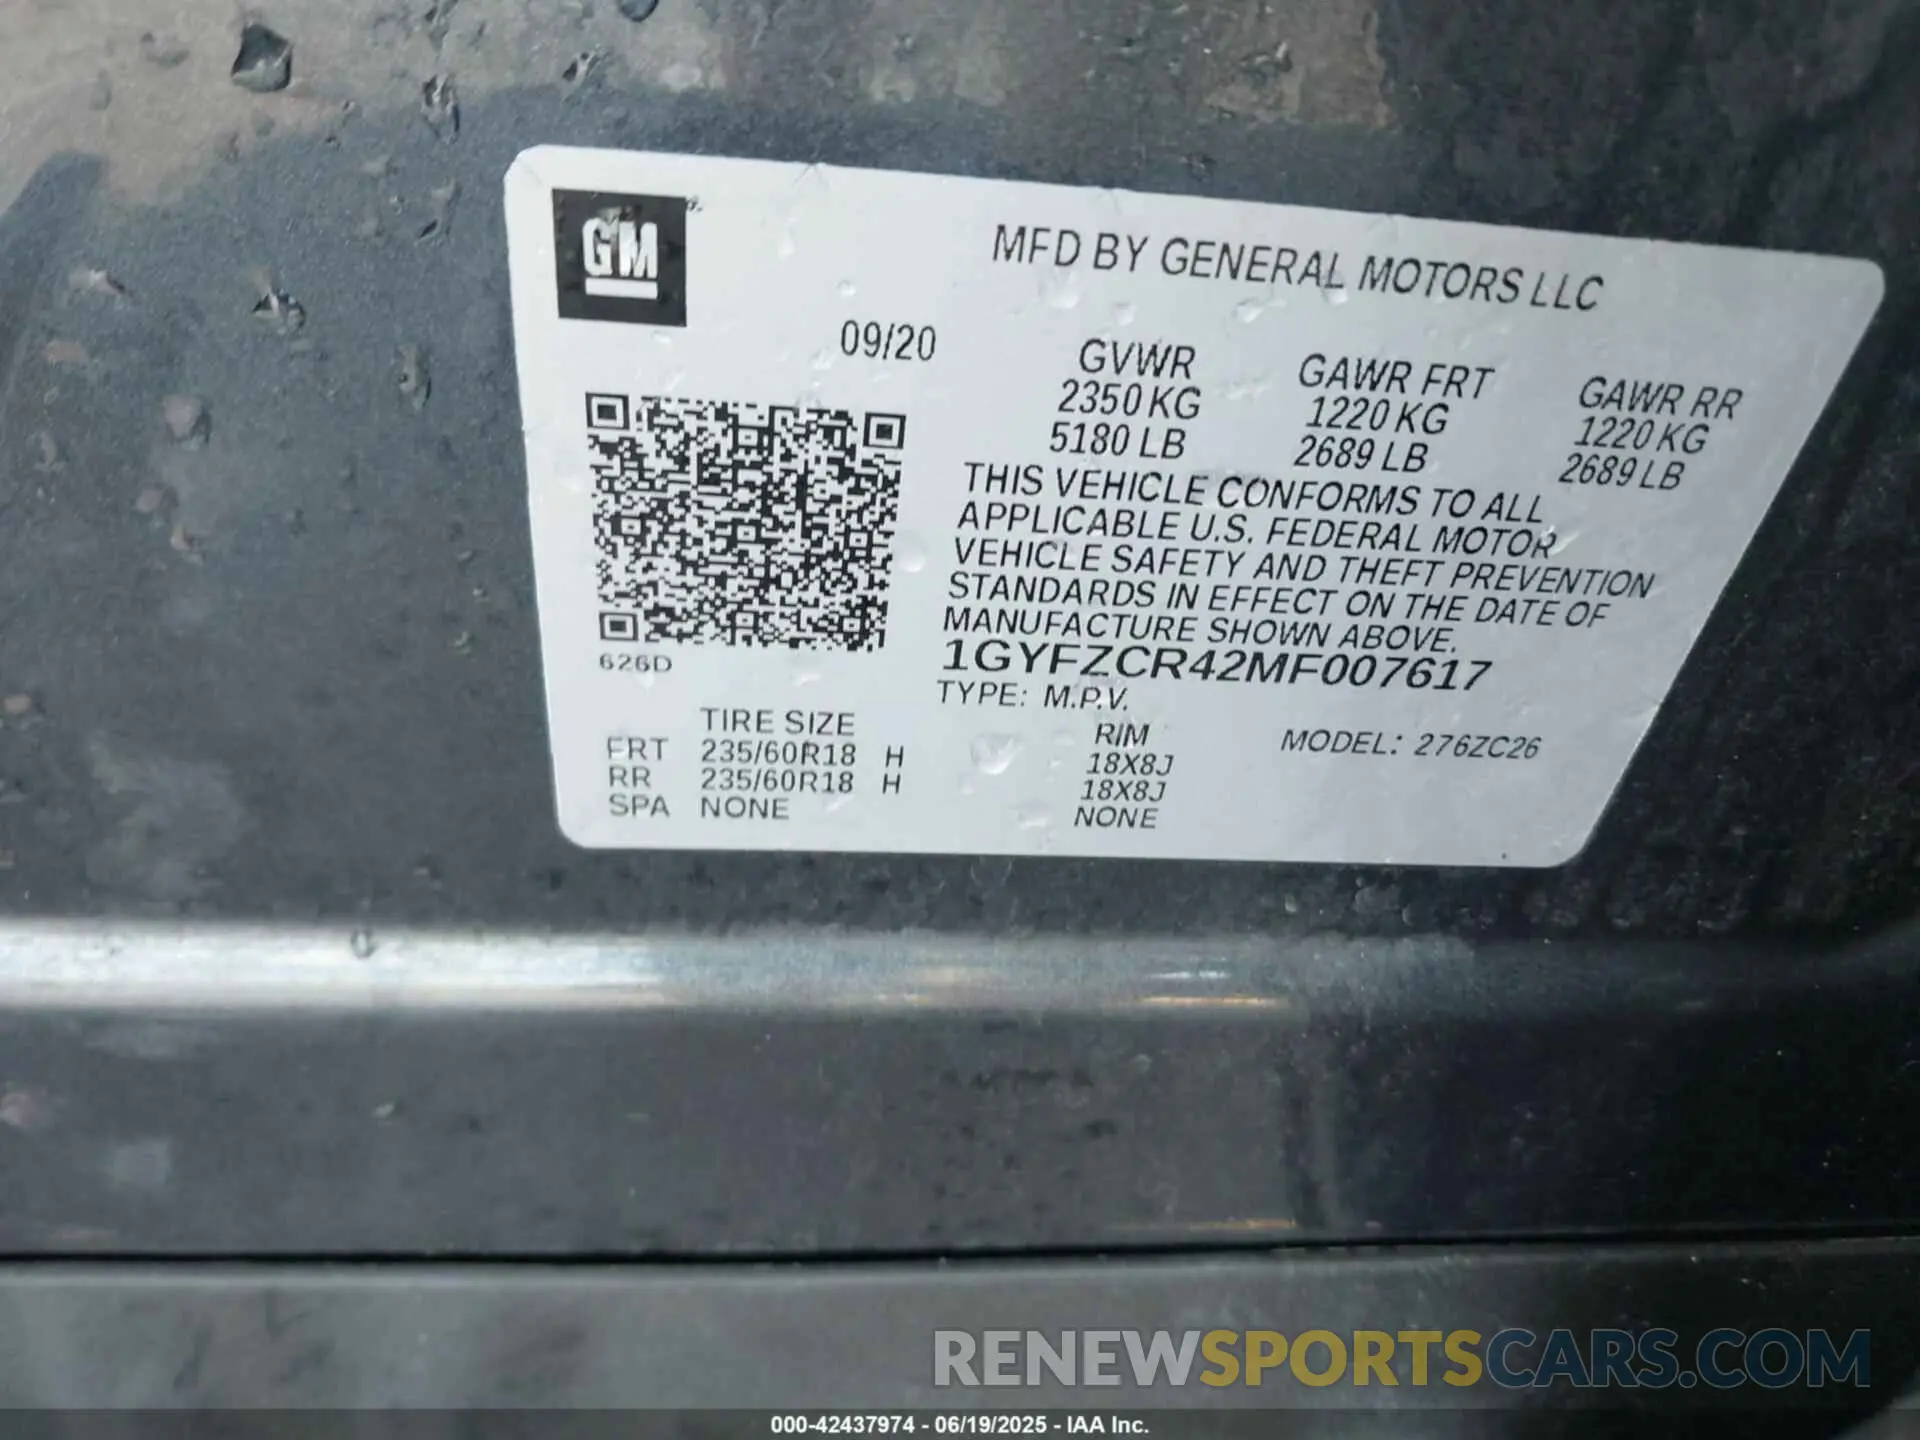 GM
MFD BY GENERAL MOTORS LLC
09/20
GVWR GAWR FRT GAWR RR
2350 KG 1220 KG 1220 KG
5180 LB 2689 LB 2689 LB
THIS VEHICLE CONFORMS TO ALL
APPLICABLE U.S. FEDERAL MOTOR
VEHICLE SAFETY AND THEFT PREVENTION
STANDARDS IN EFFECT ON THE DATE OF
MANUFACTURE SHOWN ABOVE.
1GYFZCR42MF007617
626D
TYPE: M.P.V.
TIRE SIZE RIM MODEL: 276ZC26
FRT 235/60R18 H 18X8J
RR 235/60R18 H 18X8J
SPA NONE NONE
RENEWSPORTSCARS.COM
000-42437974 - 06/19/2025 - IAA Inc.